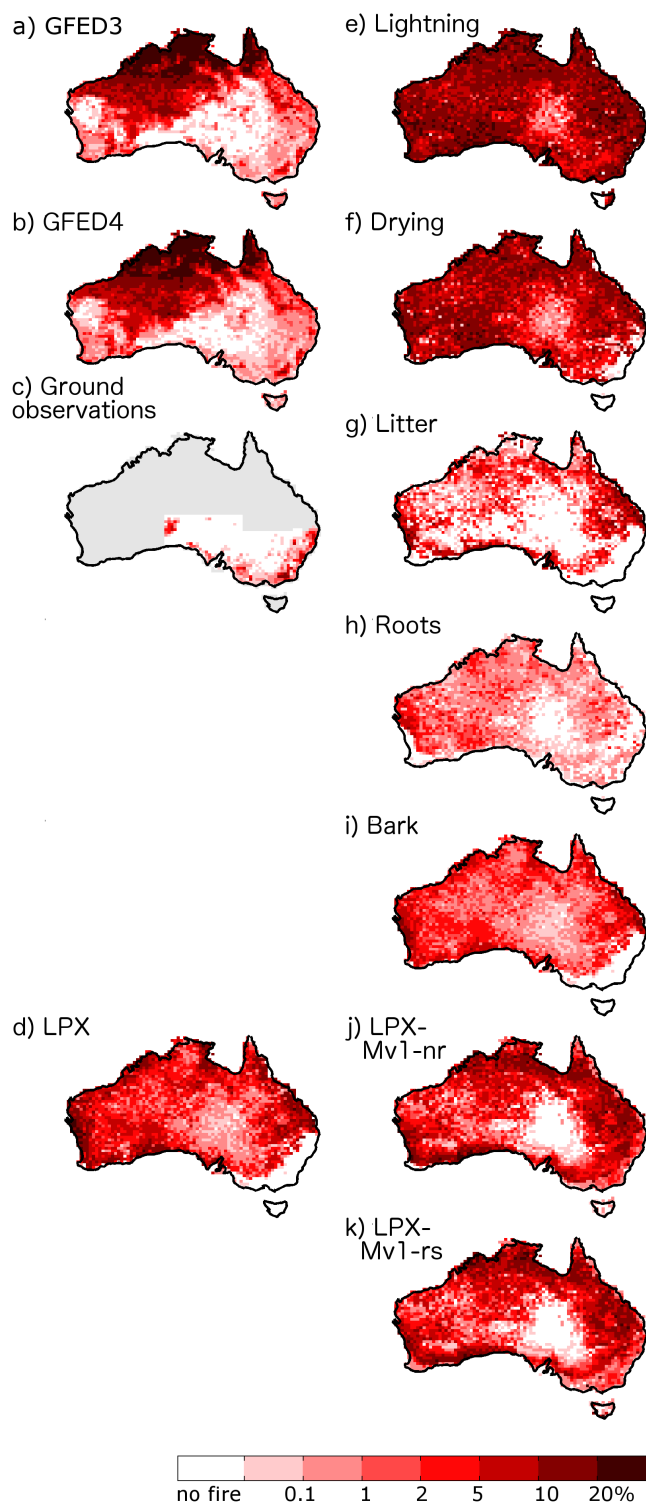 a) GFED3
e) Lightning
b) GFED4
f) Drying
c) Ground
observations
g) Litter
h) Roots
i) Bark
d) LPX
j) LPX-
Mv1-nr
k) LPX-
Mv1-rs
no fire 0.1 1 2 5 10 20%